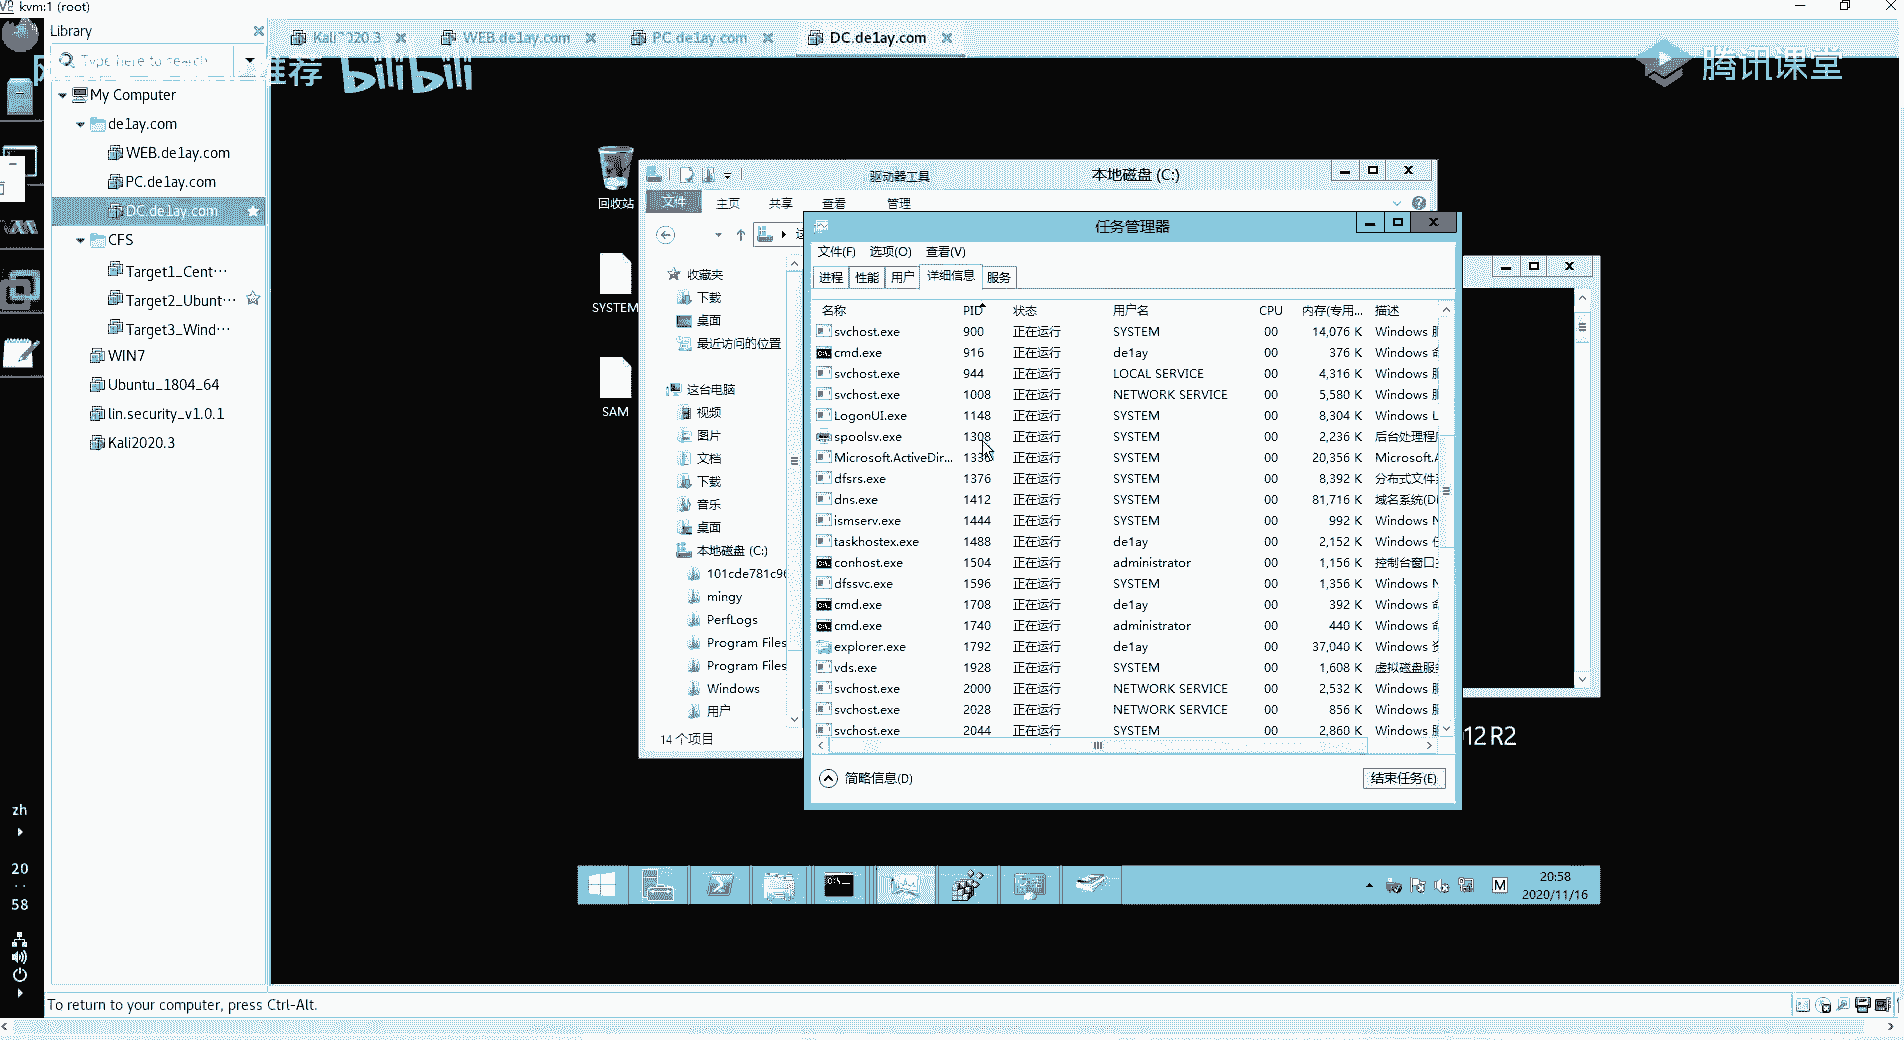 kvm:1 (root)
Library
Kali2020.3
WEB.de1ay.com
PC.de1ay.com
DC.de1ay.com
Type here to search
推荐
bilibili
腾讯课堂
My Computer
de1ay.com
WEB.de1ay.com
PC.de1ay.com
DC.de1ay.com
CFS
Target1_Cent···
Target2_Ubunt···
Target3_Wind···
WIN7
Ubuntu_1804_64
lin.security_v1.0.1
Kali2020.3
回收站
SYSTEM
SAM
驱动器工具
本地磁盘 (C:)
文件
主页
共享
查看
管理
收藏夹
下载
桌面
最近访问的位置
这台电脑
视频
图片
文档
下载
音乐
桌面
本地磁盘 (C:)
101cde781c9
mingy
PerfLogs
Program Files
Program Files
Windows
用户
14 个项目
任务管理器
文件(F) 选项(O) 查看(V)
进程 性能 用户 详细信息 服务
名称 PID 状态 用户名 CPU 内存(专用... 描述
svchost.exe 900 正在运行 SYSTEM 00 14,076 K Windows
cmd.exe 916 正在运行 de1ay 00 376 K Windows
svchost.exe 944 正在运行 LOCAL SERVICE 00 4,316 K Windows
svchost.exe 1008 正在运行 NETWORK SERVICE 00 5,580 K Windows
LogonUI.exe 1148 正在运行 SYSTEM 00 8,304 K Windows L
spoolsv.exe 1308 正在运行 SYSTEM 00 2,236 K 后台处理程
Microsoft.ActiveDir... 正在运行 SYSTEM 00 20,356 K Microsoft.
dfsrs.exe 1376 正在运行 SYSTEM 00 8,392 K 分布式文件
dns.exe 1412 正在运行 SYSTEM 00 81,716 K 域名系统(D
ismserv.exe 1444 正在运行 SYSTEM 00 992 K Windows N
taskhostex.exe 1488 正在运行 de1ay 00 2,152 K Windows
conhost.exe 1504 正在运行 administrator 00 1,156 K 控制台窗口
dfssvc.exe 1596 正在运行 SYSTEM 00 1,356 K Windows N
cmd.exe 1708 正在运行 de1ay 00 392 K Windows
cmd.exe 1740 正在运行 administrator 00 440 K Windows
explorer.exe 1792 正在运行 de1ay 00 37,040 K Windows
vds.exe 1928 正在运行 SYSTEM 00 1,608 K 虚拟磁盘服
svchost.exe 2000 正在运行 NETWORK SERVICE 00 2,532 K Windows
svchost.exe 2028 正在运行 NETWORK SERVICE 00 856 K Windows
svchost.exe 2044 正在运行 SYSTEM 00 2,860 K Windows
简略信息(D)
结束任务(E)
12 R2
M
20:58
2020/11/16
zh
20
58
To return to your computer, press Ctrl-Alt.